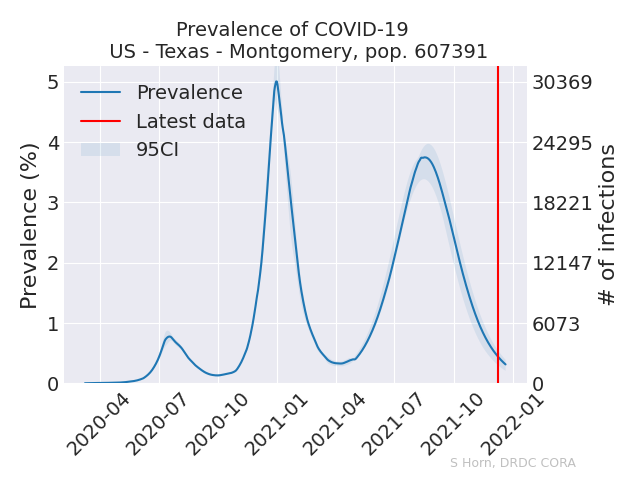 Prevalence of COVID-19
US - Texas - Montgomery, pop. 607391
Prevalence
Latest data
95CI
Prevalence (%)
5
4
3
2
1
0
30369
24295
18221
12147
6073
0
# of infections
2020-04
2020-07
2020-10
2021-01
2021-04
2021-07
2021-10
2022-01
S Horn, DRDC CORA